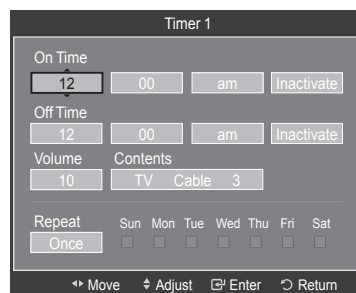 Timer 1
On Time
12 00 am Inactivate
Off Time
12 00 am Inactivate
Volume Contents
10 TV Cable 3
Repeat Sun Mon Tue Wed Thu Fri Sat
Once
Move Adjust Enter Return